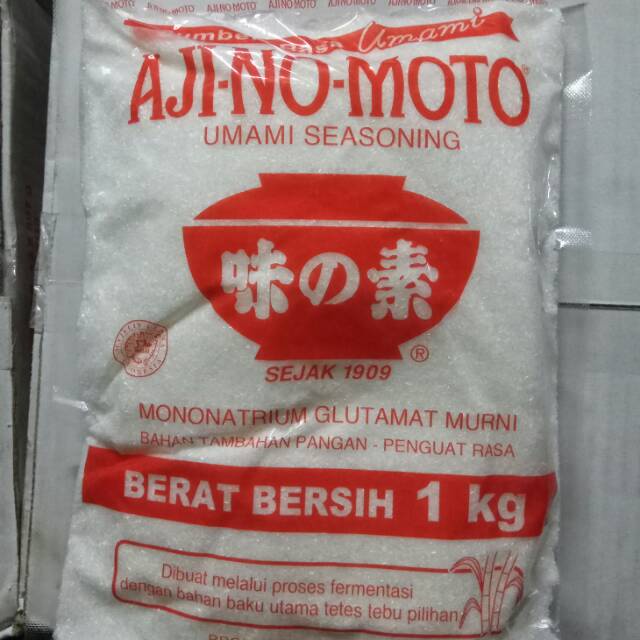 Umami
AJI-NO-MOTO®
UMAMI SEASONING
味の素
®
SEJAK 1909
MONONATRIUM GLUTAMAT MURNI
BAHAN TAMBAHAN PANGAN - PENGUAT RASA
BERAT BERSIH 1 kg
Dibuat melalui proses fermentasi
dengan bahan baku utama tetes tebu pilihan